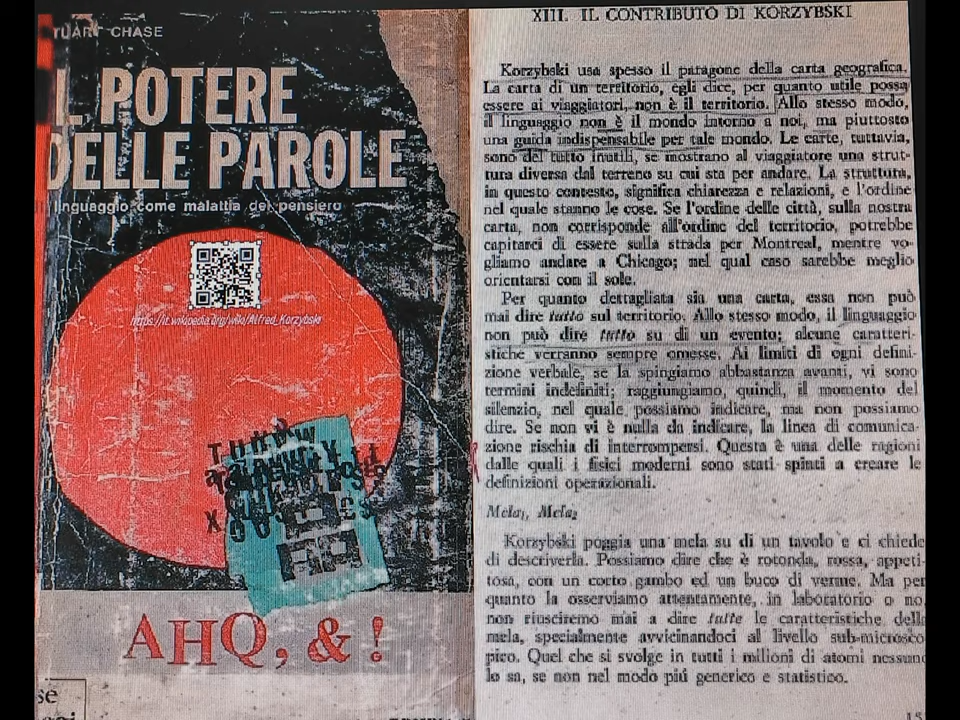 TUART CHASE
IL POTERE
DELLE PAROLE
linguaggio come malattia del pensiero
https://it.wikipedia.org/wiki/Alfred_Korzybski
AHQ, & !
se
XIII. IL CONTRIBUTO DI KORZYBSKI
Korzybski usa spesso il paragone della carta geografica.
La carta di un territorio, egli dice, per quanto utile possa
essere ai viaggiatori, non è il territorio. Allo stesso modo,
il linguaggio non è il mondo intorno a noi, ma piuttosto
una guida indispensabile per tale mondo. Le carte, tuttavia,
sono del tutto inutili, se mostrano al viaggiatore una strut-
tura diversa dal terreno su cui sta per andare. La struttura,
in questo contesto, significa chiarezza e relazioni, e l'ordine
nel quale stanno le cose. Se l'ordine delle città, sulla nostra
carta, non corrisponde all'ordine del territorio, potrebbe
capitarci di essere sulla strada per Montreal, mentre vo-
gliamo andare a Chicago; nel qual caso sarebbe meglio
orientarsi con il sole.
Per quanto dettagliata sia una carta, essa non può
mai dire tutto sul territorio. Allo stesso modo, il linguaggio
non può dire tutto su di un evento; alcune caratteri-
stiche verranno sempre omesse. Ai limiti di ogni defini-
zione verbale, se la spingiamo abbastanza avanti, vi sono
termini indefiniti; raggiungiamo, quindi, il momento del
silenzio, nel quale possiamo indicare, ma non possiamo
dire. Se non vi è nulla da indicare, la linea di comunica-
zione rischia di interrompersi. Questa è una delle ragioni
dalle quali i fisici moderni sono stati spinti a creare le
definizioni operazionali.
Mela₁, Mela₂
Korzybski poggia una mela su di un tavolo e ci chiede
di descriverla. Possiamo dire che è rotonda, rossa, appeti-
tosa, con un corto gambo ed un buco di verme. Ma per
quanto la osserviamo attentamente, in laboratorio o no,
non riusciremo mai a dire tutte le caratteristiche della
mela, specialmente avvicinandoci al livello sub-microsco
pico. Quel che si svolge in tutti i milioni di atomi nessuno
lo sa, se non nel modo piú generico e statistico.